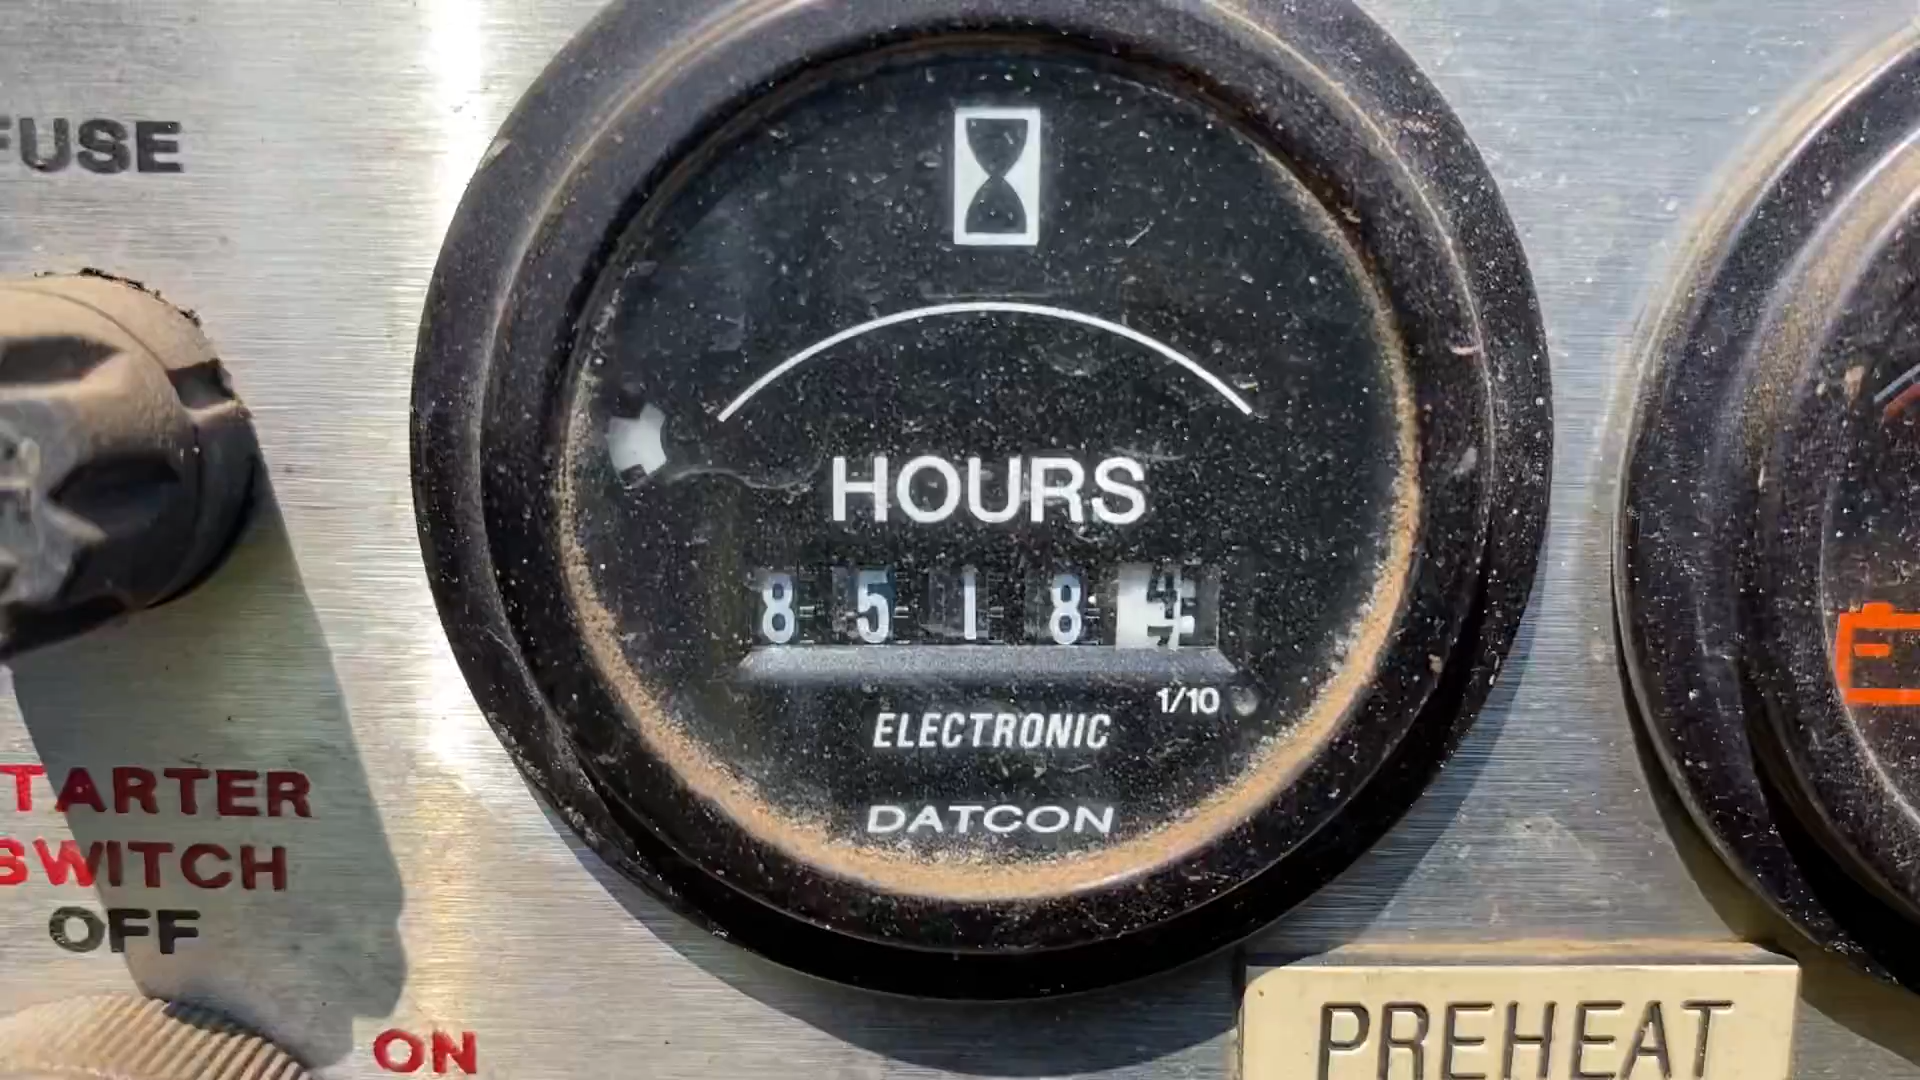 FUSE
HOURS
8 5 1 8
1/10
ELECTRONIC
DATCON
TARTER
SWITCH
OFF
ON
PREHEAT